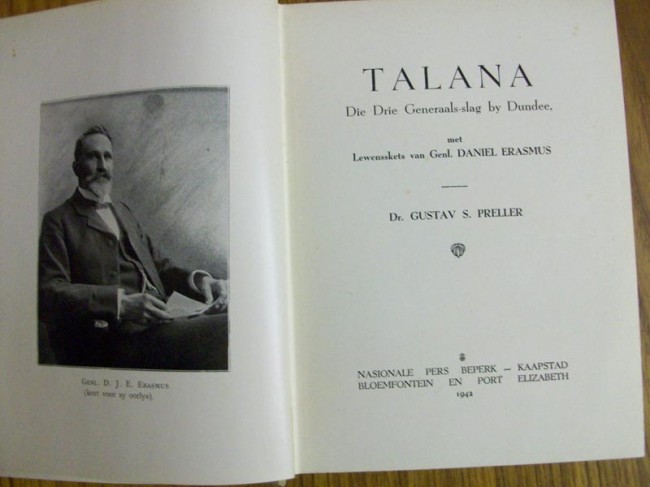 GENL. D. J. E. ERASMUS
(kort voor sy oorlye).
TALANA
Die Drie Generaals-slag by Dundee.
met
Lewensskets van Genl. DANIEL ERASMUS
Dr. GUSTAV S. PRELLER
NASIONALE PERS BEPERK — KAAPSTAD
BLOEMFONTEIN EN PORT ELIZABETH
1942